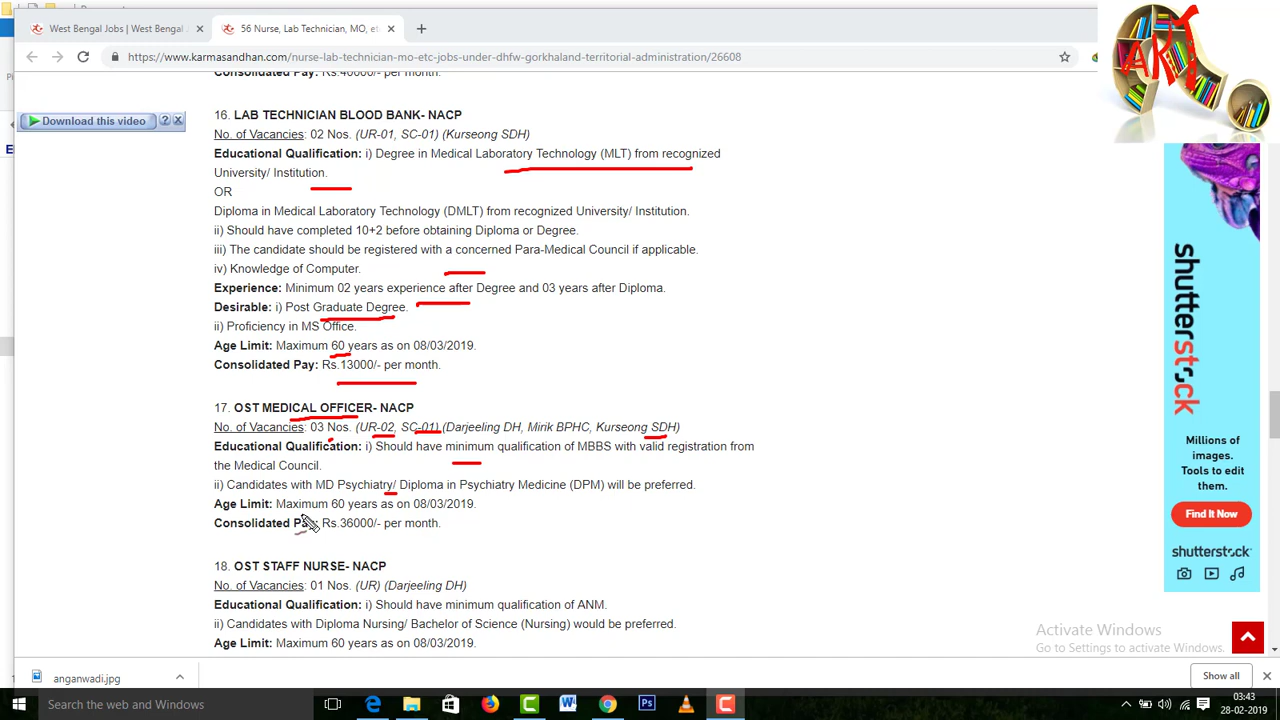 West Bengal Jobs | West Bengal
56 Nurse, Lab Technician, MO, et
https://www.karmasandhan.com/nurse-lab-technician-mo-etc-jobs-under-dhfw-gorkhaland-territorial-administration/26608
ART
Consolidated Pay: Rs.40000/- per month.
Download this video ?
16. LAB TECHNICIAN BLOOD BANK- NACP
No. of Vacancies: 02 Nos. (UR-01, SC-01) (Kurseong SDH)
Educational Qualification: i) Degree in Medical Laboratory Technology (MLT) from recognized
University/ Institution.
OR
Diploma in Medical Laboratory Technology (DMLT) from recognized University/ Institution.
ii) Should have completed 10+2 before obtaining Diploma or Degree.
iii) The candidate should be registered with a concerned Para-Medical Council if applicable.
iv) Knowledge of Computer.
Experience: Minimum 02 years experience after Degree and 03 years after Diploma.
Desirable: i) Post Graduate Degree.
ii) Proficiency in MS Office.
Age Limit: Maximum 60 years as on 08/03/2019.
Consolidated Pay: Rs.13000/- per month.
17. OST MEDICAL OFFICER- NACP
No. of Vacancies: 03 Nos. (UR-02, SC-01) (Darjeeling DH, Mirik BPHC, Kurseong SDH)
Educational Qualification: i) Should have minimum qualification of MBBS with valid registration from
the Medical Council.
ii) Candidates with MD Psychiatry/ Diploma in Psychiatry Medicine (DPM) will be preferred.
Age Limit: Maximum 60 years as on 08/03/2019.
Consolidated Pay: Rs.36000/- per month.
18. OST STAFF NURSE- NACP
No. of Vacancies: 01 Nos. (UR) (Darjeeling DH)
Educational Qualification: i) Should have minimum qualification of ANM.
ii) Candidates with Diploma Nursing/ Bachelor of Science (Nursing) would be preferred.
Age Limit: Maximum 60 years as on 08/03/2019.
shutterstock
Millions of
images.
Tools to edit
them.
Find It Now
shutterstock
Activate Windows
Go to Settings to activate Windows.
anganwadi.jpg
Show all
Search the web and Windows
03:43
28-02-2019